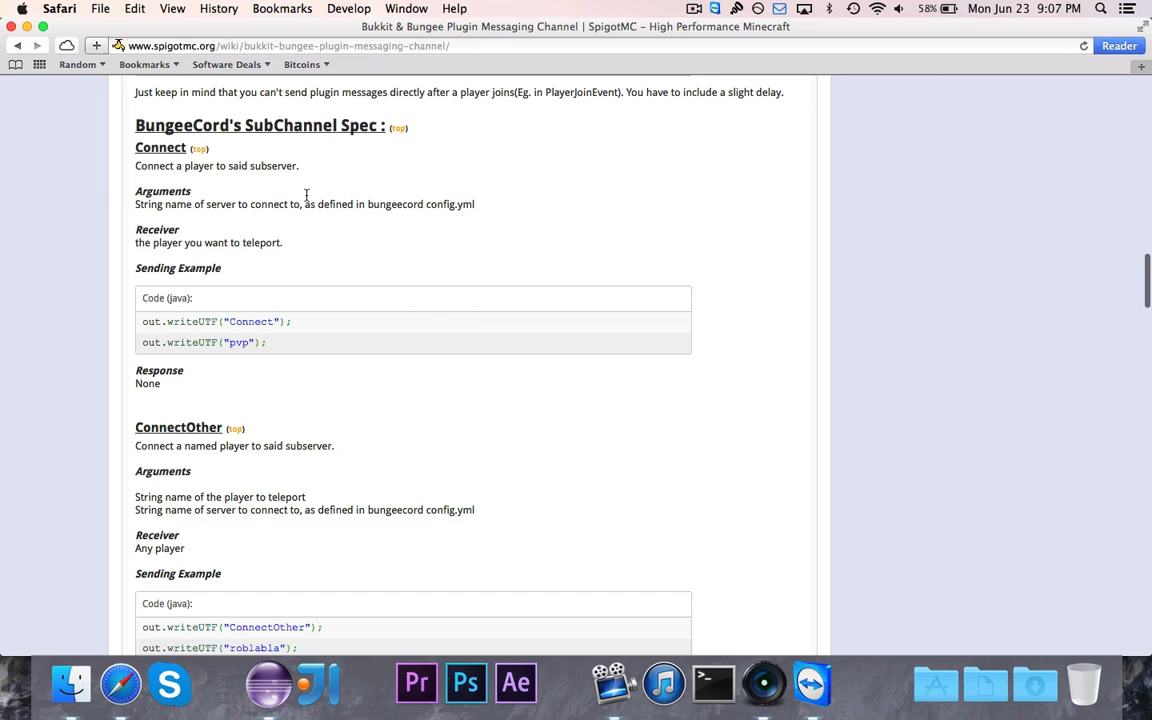 Safari File Edit View History Bookmarks Develop Window Help 58% Mon Jun 23 9:07 PM
Bukkit & Bungee Plugin Messaging Channel | SpigotMC – High Performance Minecraft
www.spigotmc.org/wiki/bukkit-bungee-plugin-messaging-channel/ Reader
Random Bookmarks Software Deals Bitcoins
Just keep in mind that you can't send plugin messages directly after a player joins(Eg. in PlayerJoinEvent). You have to include a slight delay.
BungeeCord's SubChannel Spec : (top)
Connect (top)
Connect a player to said subserver.
Arguments
String name of server to connect to, as defined in bungeecord config.yml
Receiver
the player you want to teleport.
Sending Example
Code (java):
out.writeUTF("Connect");
out.writeUTF("pvp");
Response
None
ConnectOther (top)
Connect a named player to said subserver.
Arguments
String name of the player to teleport
String name of server to connect to, as defined in bungeecord config.yml
Receiver
Any player
Sending Example
Code (java):
out.writeUTF("ConnectOther");
out.writeUTF("roblabla");
S JI Pr Ps Ae >_